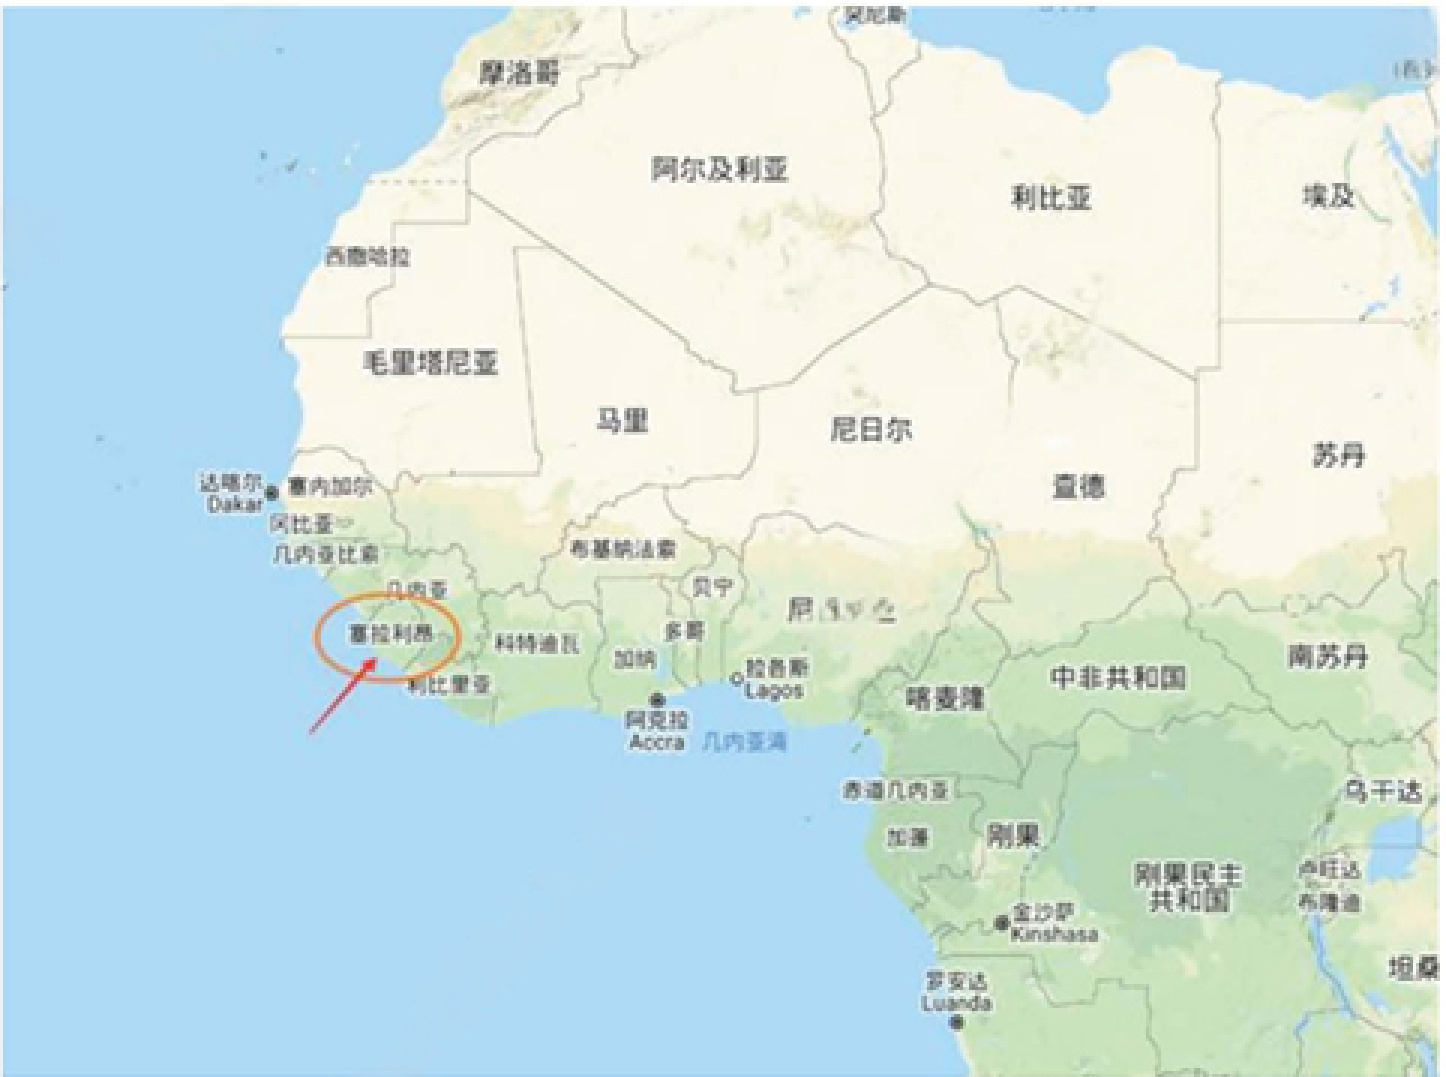 突尼斯
摩洛哥
阿尔及利亚
利比亚
埃及
西撒哈拉
毛里塔尼亚
马里
尼日尔
乍得
苏丹
达喀尔
Dakar
塞内加尔
冈比亚
几内亚比绍
几内亚
布基纳法索
贝宁
塞拉利昂
科特迪瓦
加纳
多哥
拉各斯
Lagos
利比里亚
阿克拉
Accra
几内亚湾
喀麦隆
中非共和国
南苏丹
赤道几内亚
乌干达
加蓬
刚果
刚果民主
共和国
卢旺达
布隆迪
金沙萨
Kinshasa
坦桑
罗安达
Luanda